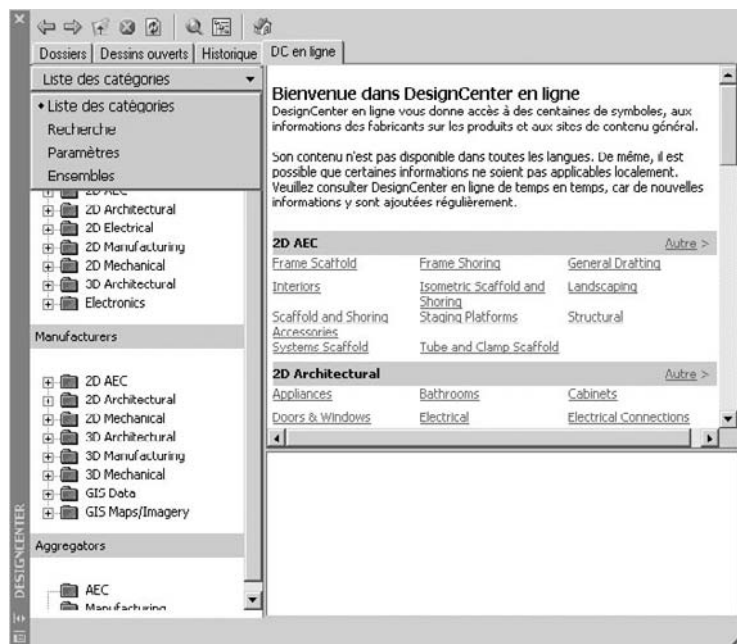 Dossiers
Dessins ouverts
Historique
DC en ligne
Liste des catégories
Liste des catégories
Recherche
Paramètres
Ensembles
2D AEC
2D Architectural
2D Electrical
2D Manufacturing
2D Mechanical
3D Architectural
Electronics
Manufacturers
2D AEC
2D Architectural
2D Mechanical
3D Architectural
3D Manufacturing
3D Mechanical
GIS Data
GIS Maps/Imagery
Aggregators
AEC
Manufacturing
Bienvenue dans DesignCenter en ligne
DesignCenter en ligne vous donne accès à des centaines de symboles, aux
informations des fabricants sur les produits et aux sites de contenu général.
Son contenu n'est pas disponible dans toutes les langues. De même, il est
possible que certaines informations ne soient pas applicables localement.
Veuillez consulter DesignCenter en ligne de temps en temps, car de nouvelles
informations y sont ajoutées régulièrement.
2D AEC Autre >
Frame Scaffold Frame Shoring General Drafting
Interiors Isometric Scaffold and Landscaping
Shoring
Scaffold and Shoring Staging Platforms Structural
Accessories
Systems Scaffold Tube and Clamp Scaffold
2D Architectural Autre >
Appliances Bathrooms Cabinets
Doors & Windows Electrical Electrical Connections
DESIGNCENTER